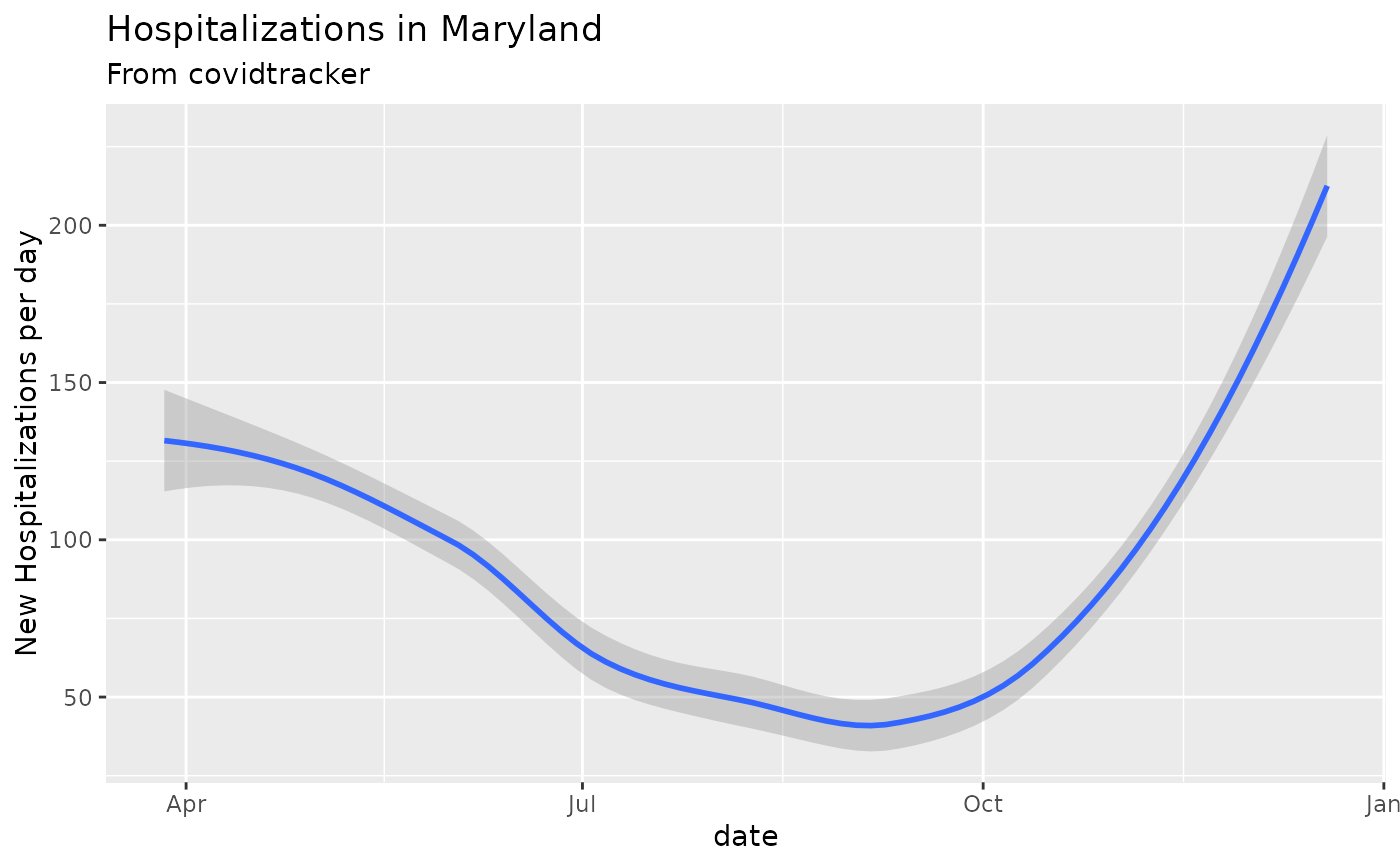 Hospitalizations in Maryland
From covidtracker
New Hospitalizations per day
200
150
100
50
Apr
Jul
Oct
Jan
date